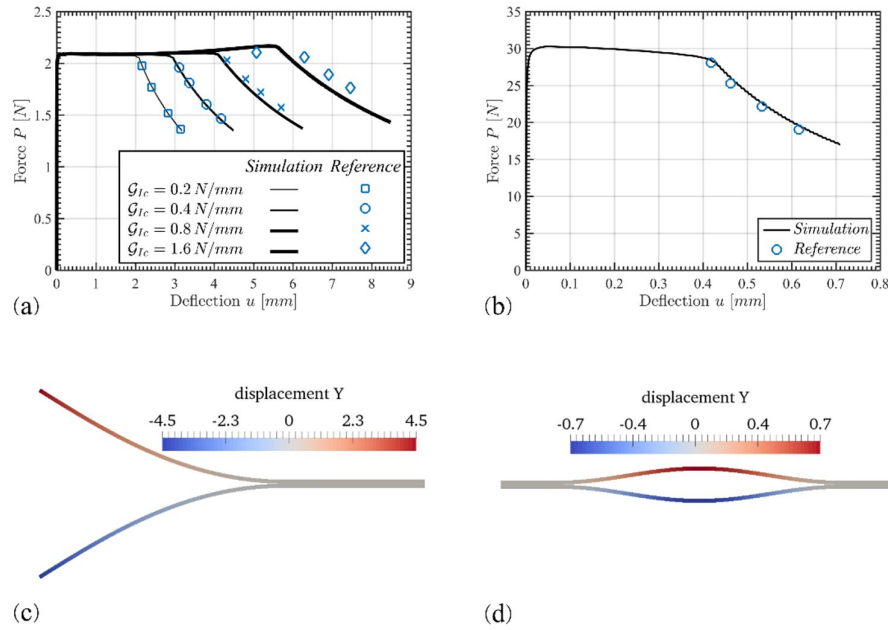 2.5
2
1.5
1
0.5
0
Force P [N]
Simulation Reference
G_Ic = 0.2 N/mm
G_Ic = 0.4 N/mm
G_Ic = 0.8 N/mm
G_Ic = 1.6 N/mm
0 1 2 3 4 5 6 7 8 9
Deflection u [mm]
(a)
35
30
25
20
15
10
5
0
Force P [N]
Simulation
Reference
0 0.1 0.2 0.3 0.4 0.5 0.6 0.7 0.8
Deflection u [mm]
(b)
displacement Y
-4.5 -2.3 0 2.3 4.5
(c)
displacement Y
-0.7 -0.4 0 0.4 0.7
(d)